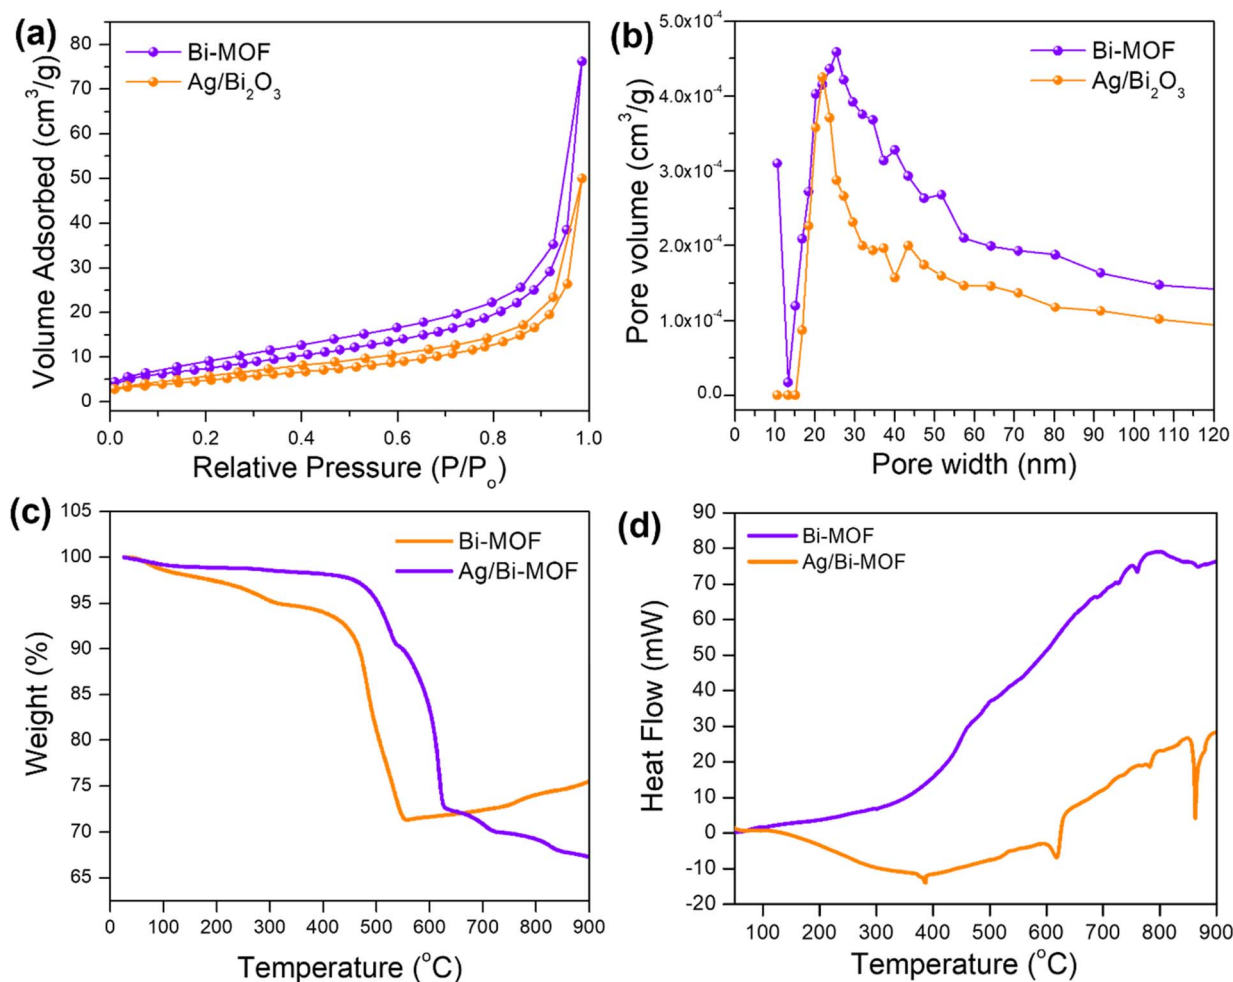 (a)
Bi-MOF
Ag/Bi₂O₃
Volume Adsorbed (cm³/g)
80
70
60
50
40
30
20
10
0
0.0 0.2 0.4 0.6 0.8 1.0
Relative Pressure (P/Pₒ)
(b)
Bi-MOF
Ag/Bi₂O₃
Pore volume (cm³/g)
5.0x10⁻⁴
4.0x10⁻⁴
3.0x10⁻⁴
2.0x10⁻⁴
1.0x10⁻⁴
0.0
0 10 20 30 40 50 60 70 80 90 100 110 120
Pore width (nm)
(c)
Bi-MOF
Ag/Bi-MOF
Weight (%)
105
100
95
90
85
80
75
70
65
0 100 200 300 400 500 600 700 800 900
Temperature (°C)
(d)
Bi-MOF
Ag/Bi-MOF
Heat Flow (mW)
90
80
70
60
50
40
30
20
10
0
-10
-20
100 200 300 400 500 600 700 800 900
Temperature (°C)